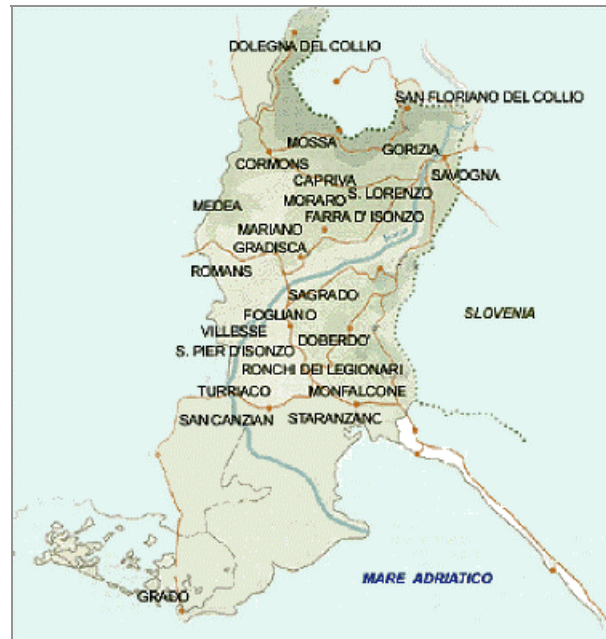 DOLEGNA DEL COLLIO
SAN FLORIANO DEL COLLIO
MOSSA
GORIZIA
CORMONS
SAVOGNA
CAPRIVA
S. LORENZO
MORARO
MEDEA
FARRA D' ISONZO
MARIANO
GRADISCA
ROMANS
SAGRADO
SLOVENIA
FOGLIANO
VILLESSE
DOBERDO'
S. PIER D'ISONZO
RONCHI DEI LEGIONARI
TURRIACO
MONFALCONE
SAN CANZIAN
STARANZANC
MARE ADRIATICO
GRADO